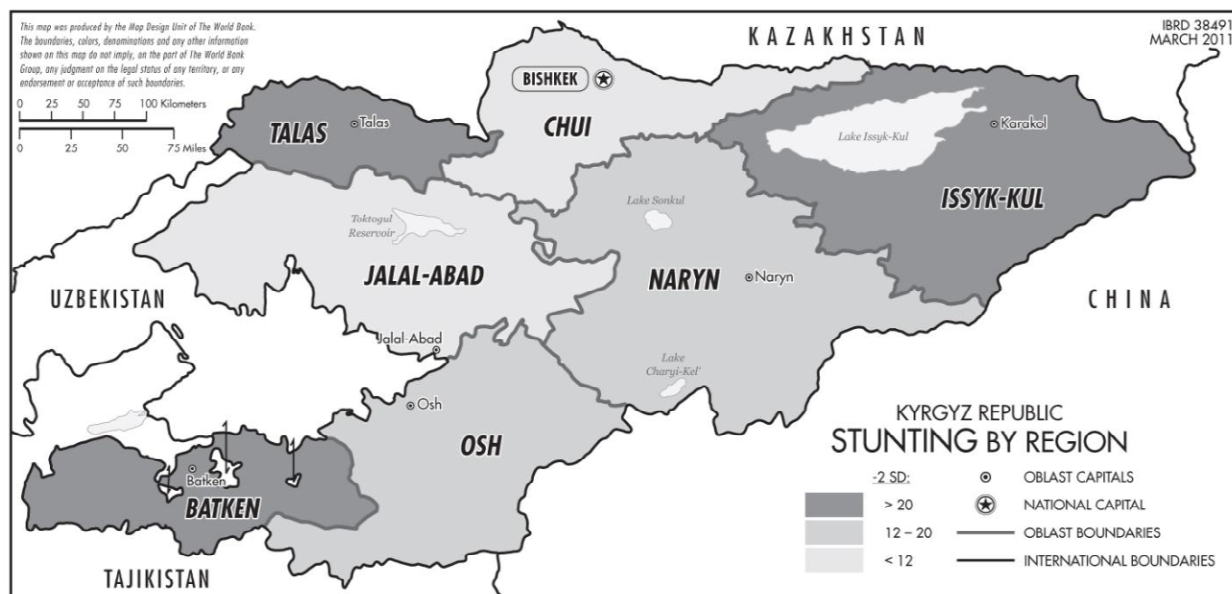 This map was produced by the Map Design Unit of The World Bank.
The boundaries, colors, denominations and any other information
shown on this map do not imply, on the part of The World Bank
Group, any judgment on the legal status of any territory, or any
endorsement or acceptance of such boundaries.
0 25 50 75 100 Kilometers
0 25 50 75 Miles
IBRD 38491
MARCH 2011
KAZAKHSTAN
BISHKEK
CHUI
TALAS
Talas
Lake Issyk-Kul
Karakol
ISSYK-KUL
Toktogul
Reservoir
Lake Sonkul
JALAL-ABAD
NARYN
Naryn
UZBEKISTAN
CHINA
Jalal-Abad
Lake
Charyi-Kel'
Osh
OSH
Batken
BATKEN
TAJIKISTAN
KYRGYZ REPUBLIC
STUNTING BY REGION
-2 SD:
> 20
12 – 20
< 12
OBLAST CAPITALS
NATIONAL CAPITAL
OBLAST BOUNDARIES
INTERNATIONAL BOUNDARIES